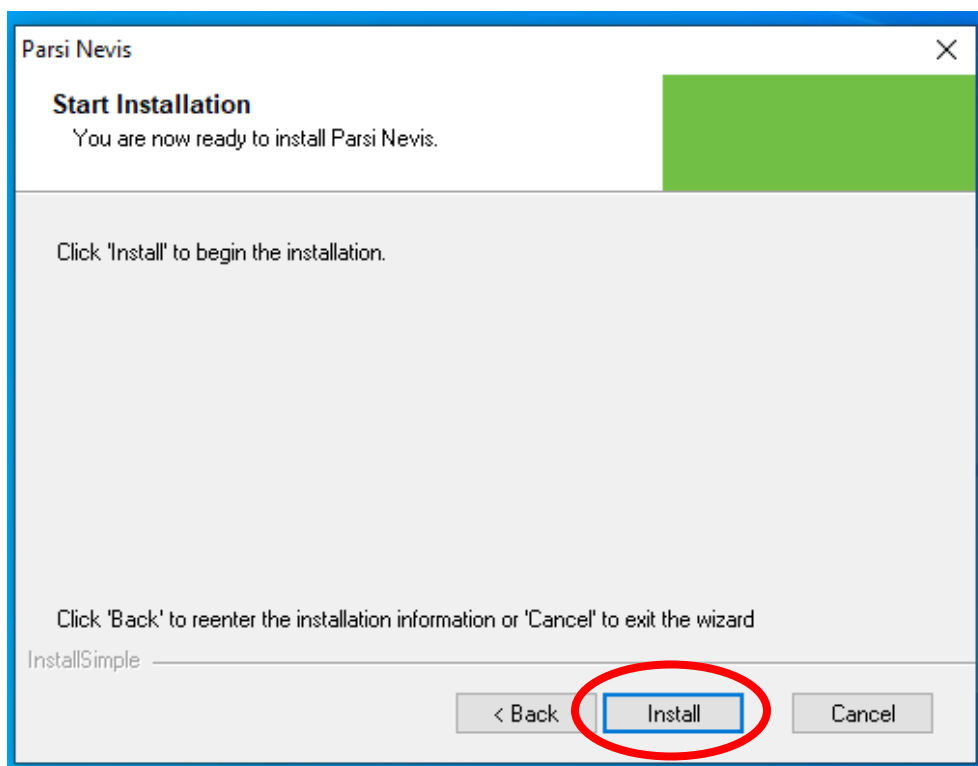 Parsi Nevis
Start Installation
You are now ready to install Parsi Nevis.
Click 'Install' to begin the installation.
Click 'Back' to reenter the installation information or 'Cancel' to exit the wizard
InstallSimple
< Back Install Cancel